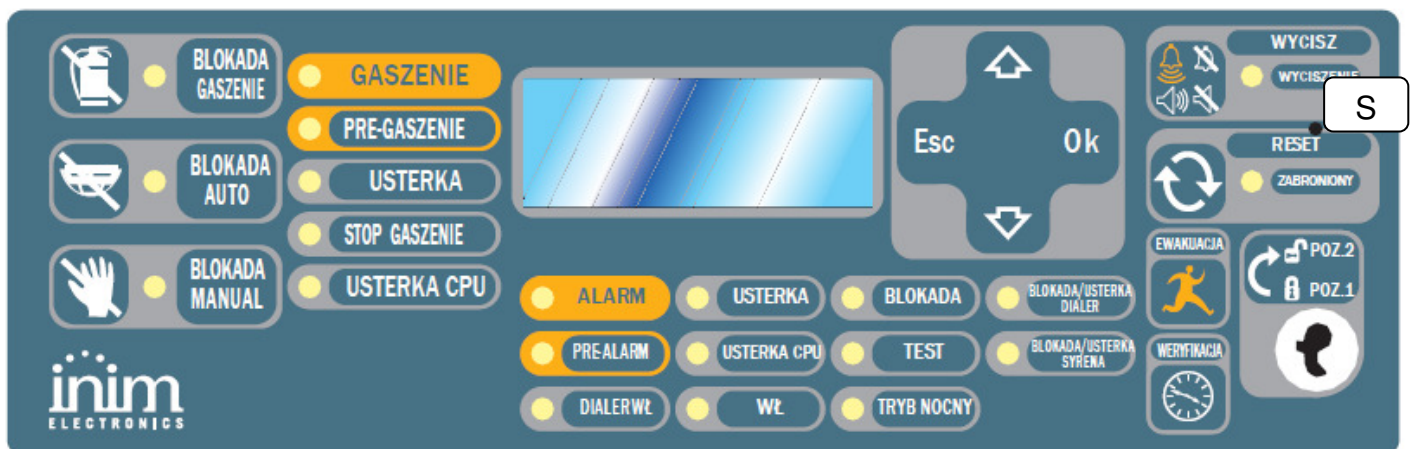 BLOKADA
GASZENIE
BLOKADA
AUTO
BLOKADA
MANUAL
inim
ELECTRONICS
GASZENIE
PRE-GASZENIE
USTERKA
STOP GASZENIE
USTERKA CPU
Esc
Ok
ALARM
USTERKA
BLOKADA
BLOKADA/USTERKA
DIALER
PREALARM
USTERKA CPU
TEST
BLOKADA/USTERKA
SYRENA
DIALER WŁ
WŁ
TRYB NOCNY
WYCISZ
WYCISZENIE
S
RESET
ZABRONIONY
EWAKUACJA
WERYFIKACJA
POZ.2
POZ.1